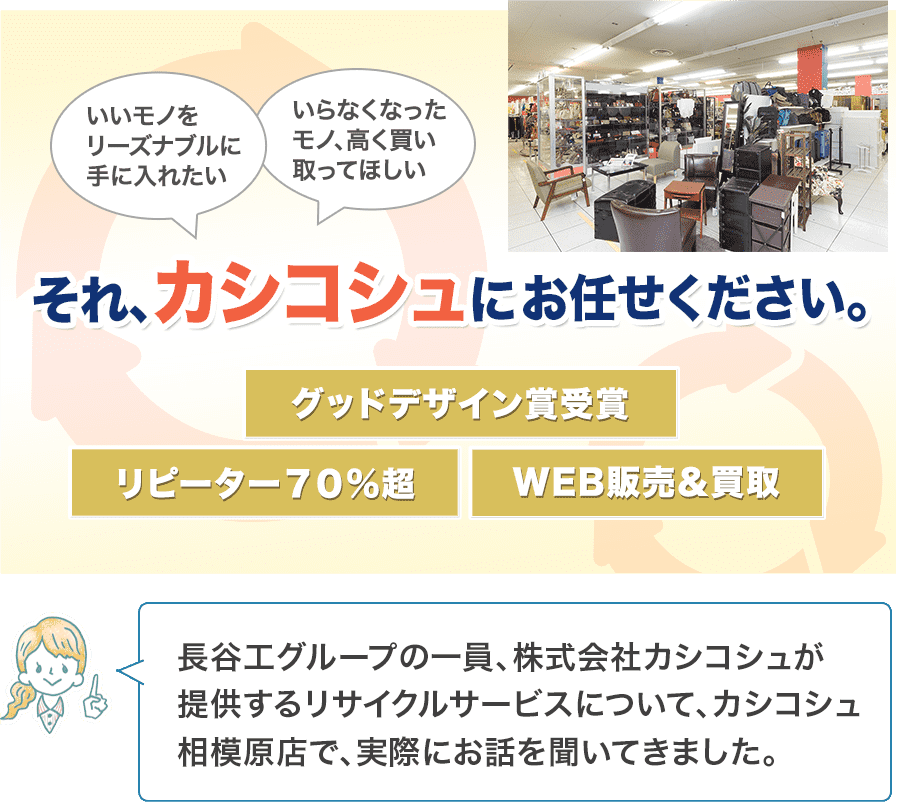 いいモノを
リーズナブルに
手に入れたい
いらなくなった
モノ、高く買い
取ってほしい
それ、カシコシュにお任せください。
グッドデザイン賞受賞
リピーター70%超
WEB販売&買取
長谷工グループの一員、株式会社カシコシュが
提供するリサイクルサービスについて、カシコシュ
相模原店で、実際にお話を聞いてきました。